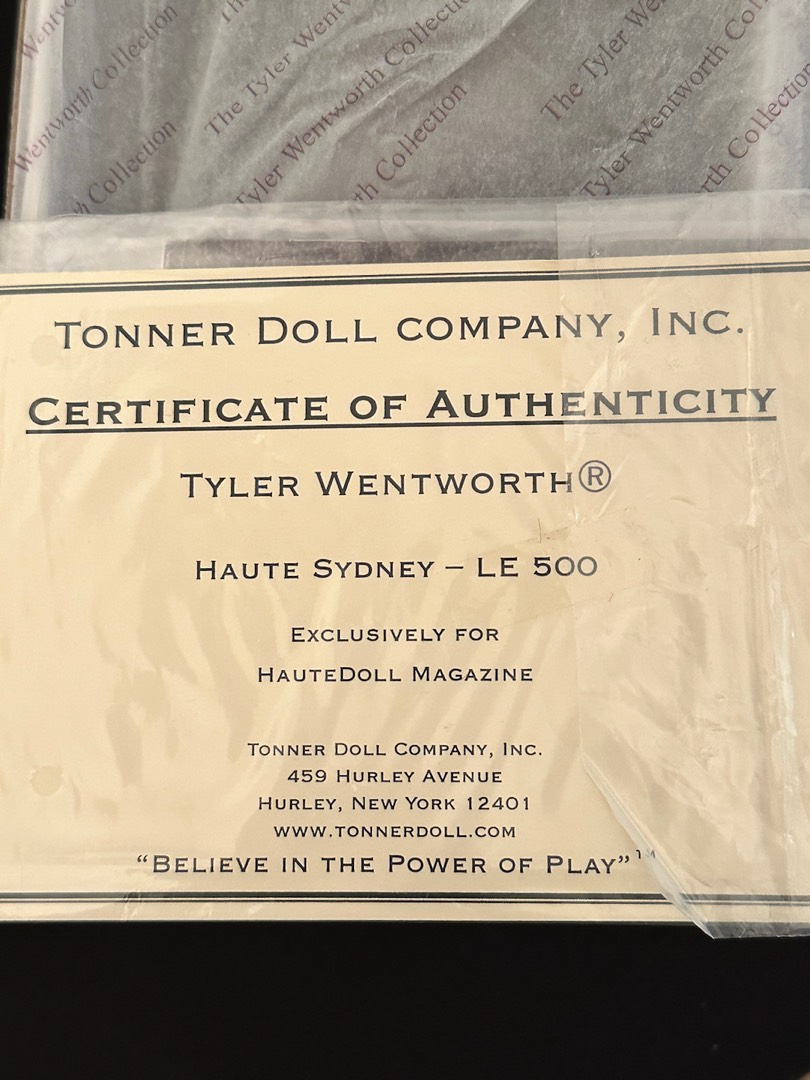 Wentworth Collection
The Tyler Wentworth Collection
Tyler Wentworth Collection
The Tyler Wentworth Collection
TONNER DOLL COMPANY, INC.
CERTIFICATE OF AUTHENTICITY
TYLER WENTWORTH®
HAUTE SYDNEY – LE 500
EXCLUSIVELY FOR
HAUTEDOLL MAGAZINE
TONNER DOLL COMPANY, INC.
459 HURLEY AVENUE
HURLEY, NEW YORK 12401
WWW.TONNERDOLL.COM
“BELIEVE IN THE POWER OF PLAY”™